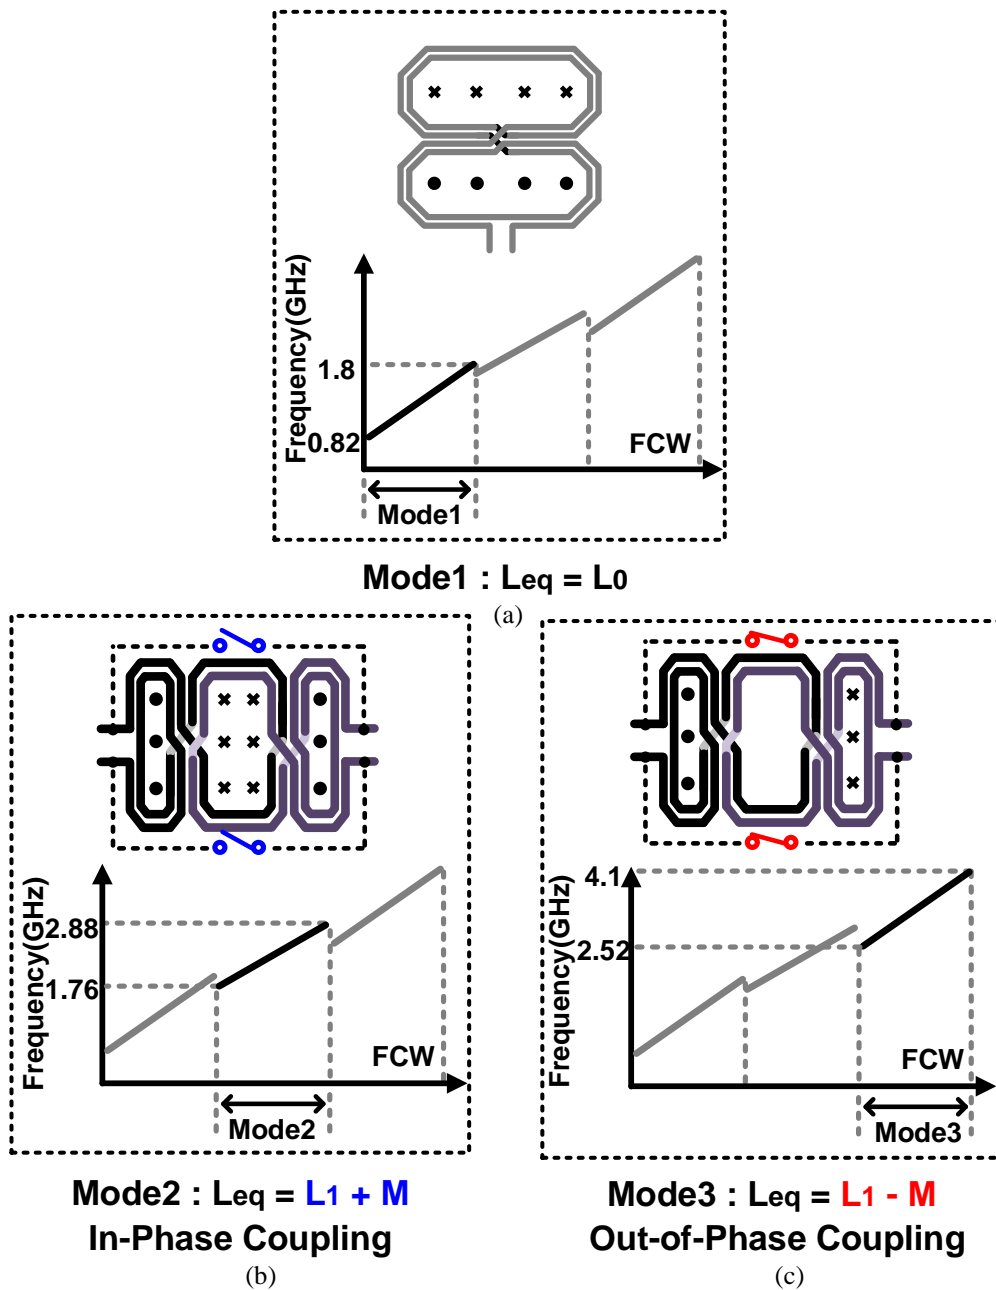 Frequency(GHz)
1.8
0.82
FCW
Mode1
Mode1 : Leq = L0
(a)
Frequency(GHz)
2.88
1.76
FCW
Mode2
Mode2 : Leq = L1 + M
In-Phase Coupling
(b)
Frequency(GHz)
4.1
2.52
FCW
Mode3
Mode3 : Leq = L1 - M
Out-of-Phase Coupling
(c)